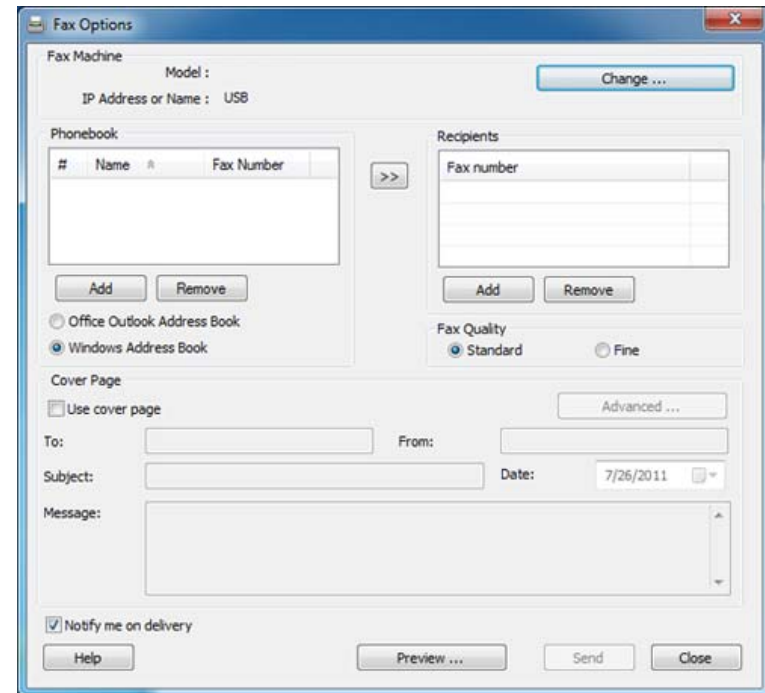 Fax Options
Fax Machine
Model :
Change ...
IP Address or Name : USB
Phonebook
Recipients
# Name Fax Number
>>
Fax number
Add Remove
Add Remove
Office Outlook Address Book
Windows Address Book
Fax Quality
Standard Fine
Cover Page
Use cover page
Advanced ...
To: From:
Subject: Date: 7/26/2011
Message:
Notify me on delivery
Help Preview ... Send Close